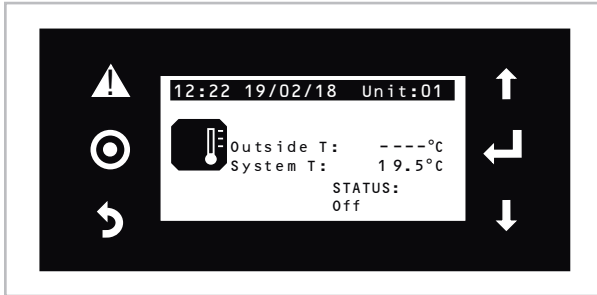 12:22 19/02/18 Unit:01
Outside T: ----°C
System T: 19.5°C
STATUS:
Off